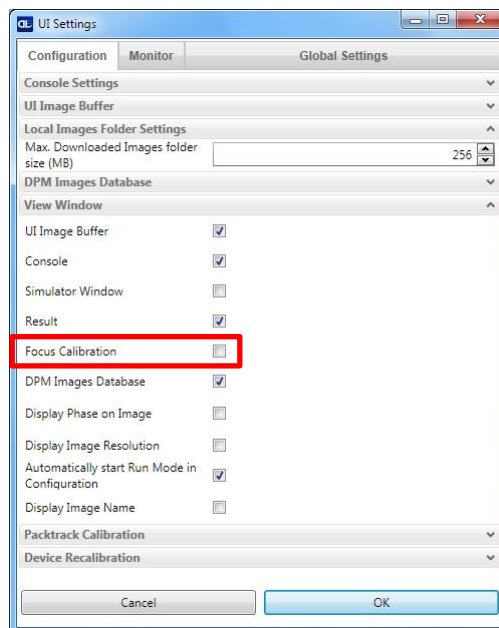 DL UI Settings
Configuration Monitor Global Settings
Console Settings
UI Image Buffer
Local Images Folder Settings
Max. Downloaded Images folder
size (MB)
256
DPM Images Database
View Window
UI Image Buffer
Console
Simulator Window
Result
Focus Calibration
DPM Images Database
Display Phase on Image
Display Image Resolution
Automatically start Run Mode in
Configuration
Display Image Name
Packtrack Calibration
Device Recalibration
Cancel OK